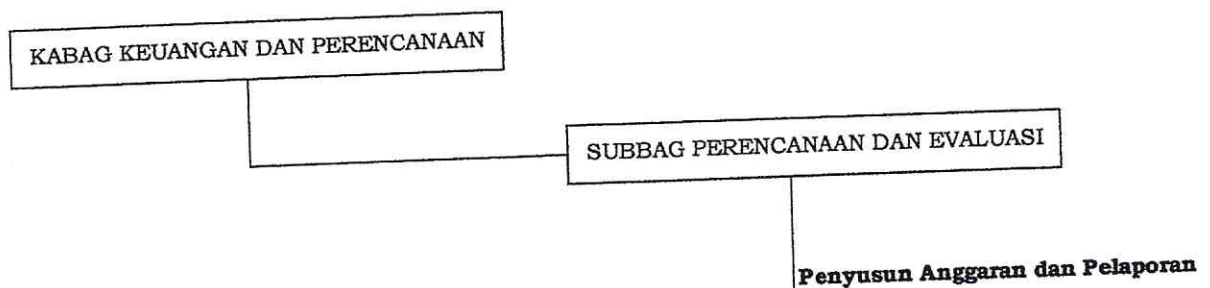 KABAG KEUANGAN DAN PERENCANAAN
SUBBAG PERENCANAAN DAN EVALUASI
Penyusun Anggaran dan Pelaporan